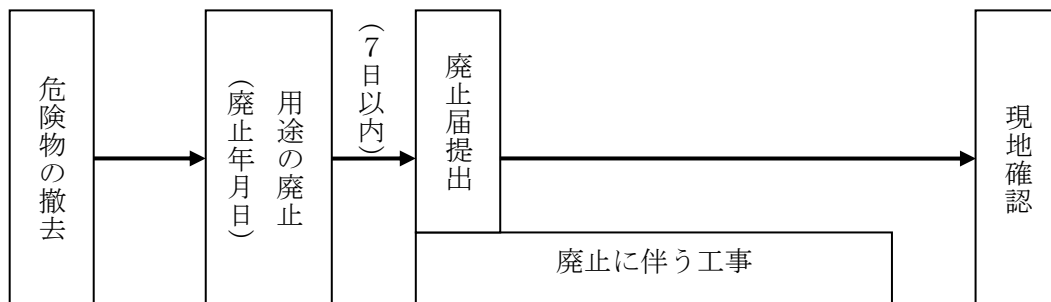 危険物の撤去
用途の廃止
(廃止年月日)
(7日以内)
廃止届提出
廃止に伴う工事
現地確認